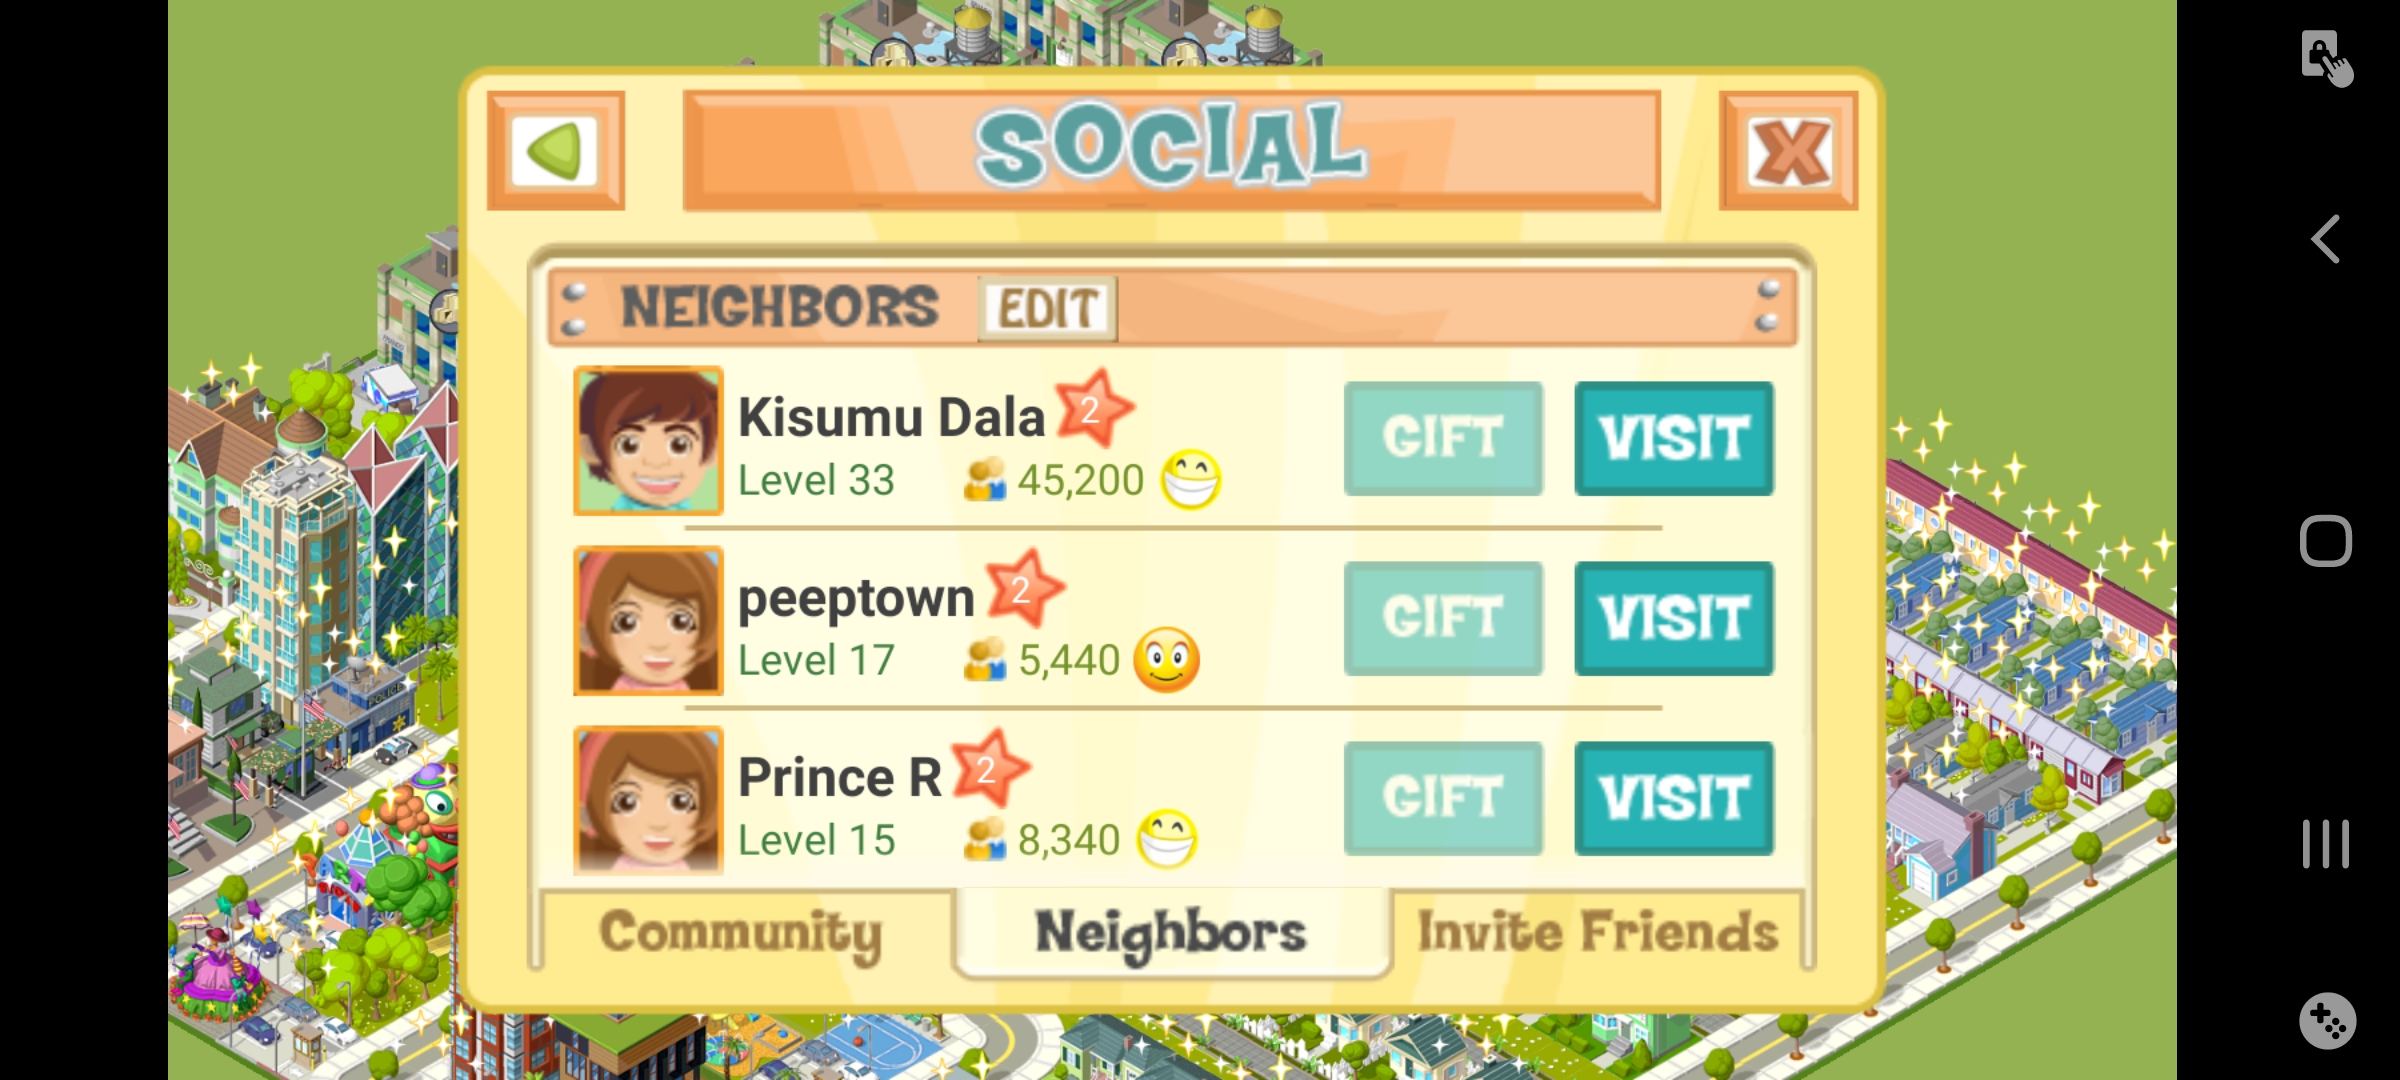 SOCIAL
NEIGHBORS EDIT
Kisumu Dala 2
Level 33 45,200
GIFT VISIT
peeptown 2
Level 17 5,440
GIFT VISIT
Prince R 2
Level 15 8,340
GIFT VISIT
Community Neighbors Invite Friends
POLICE